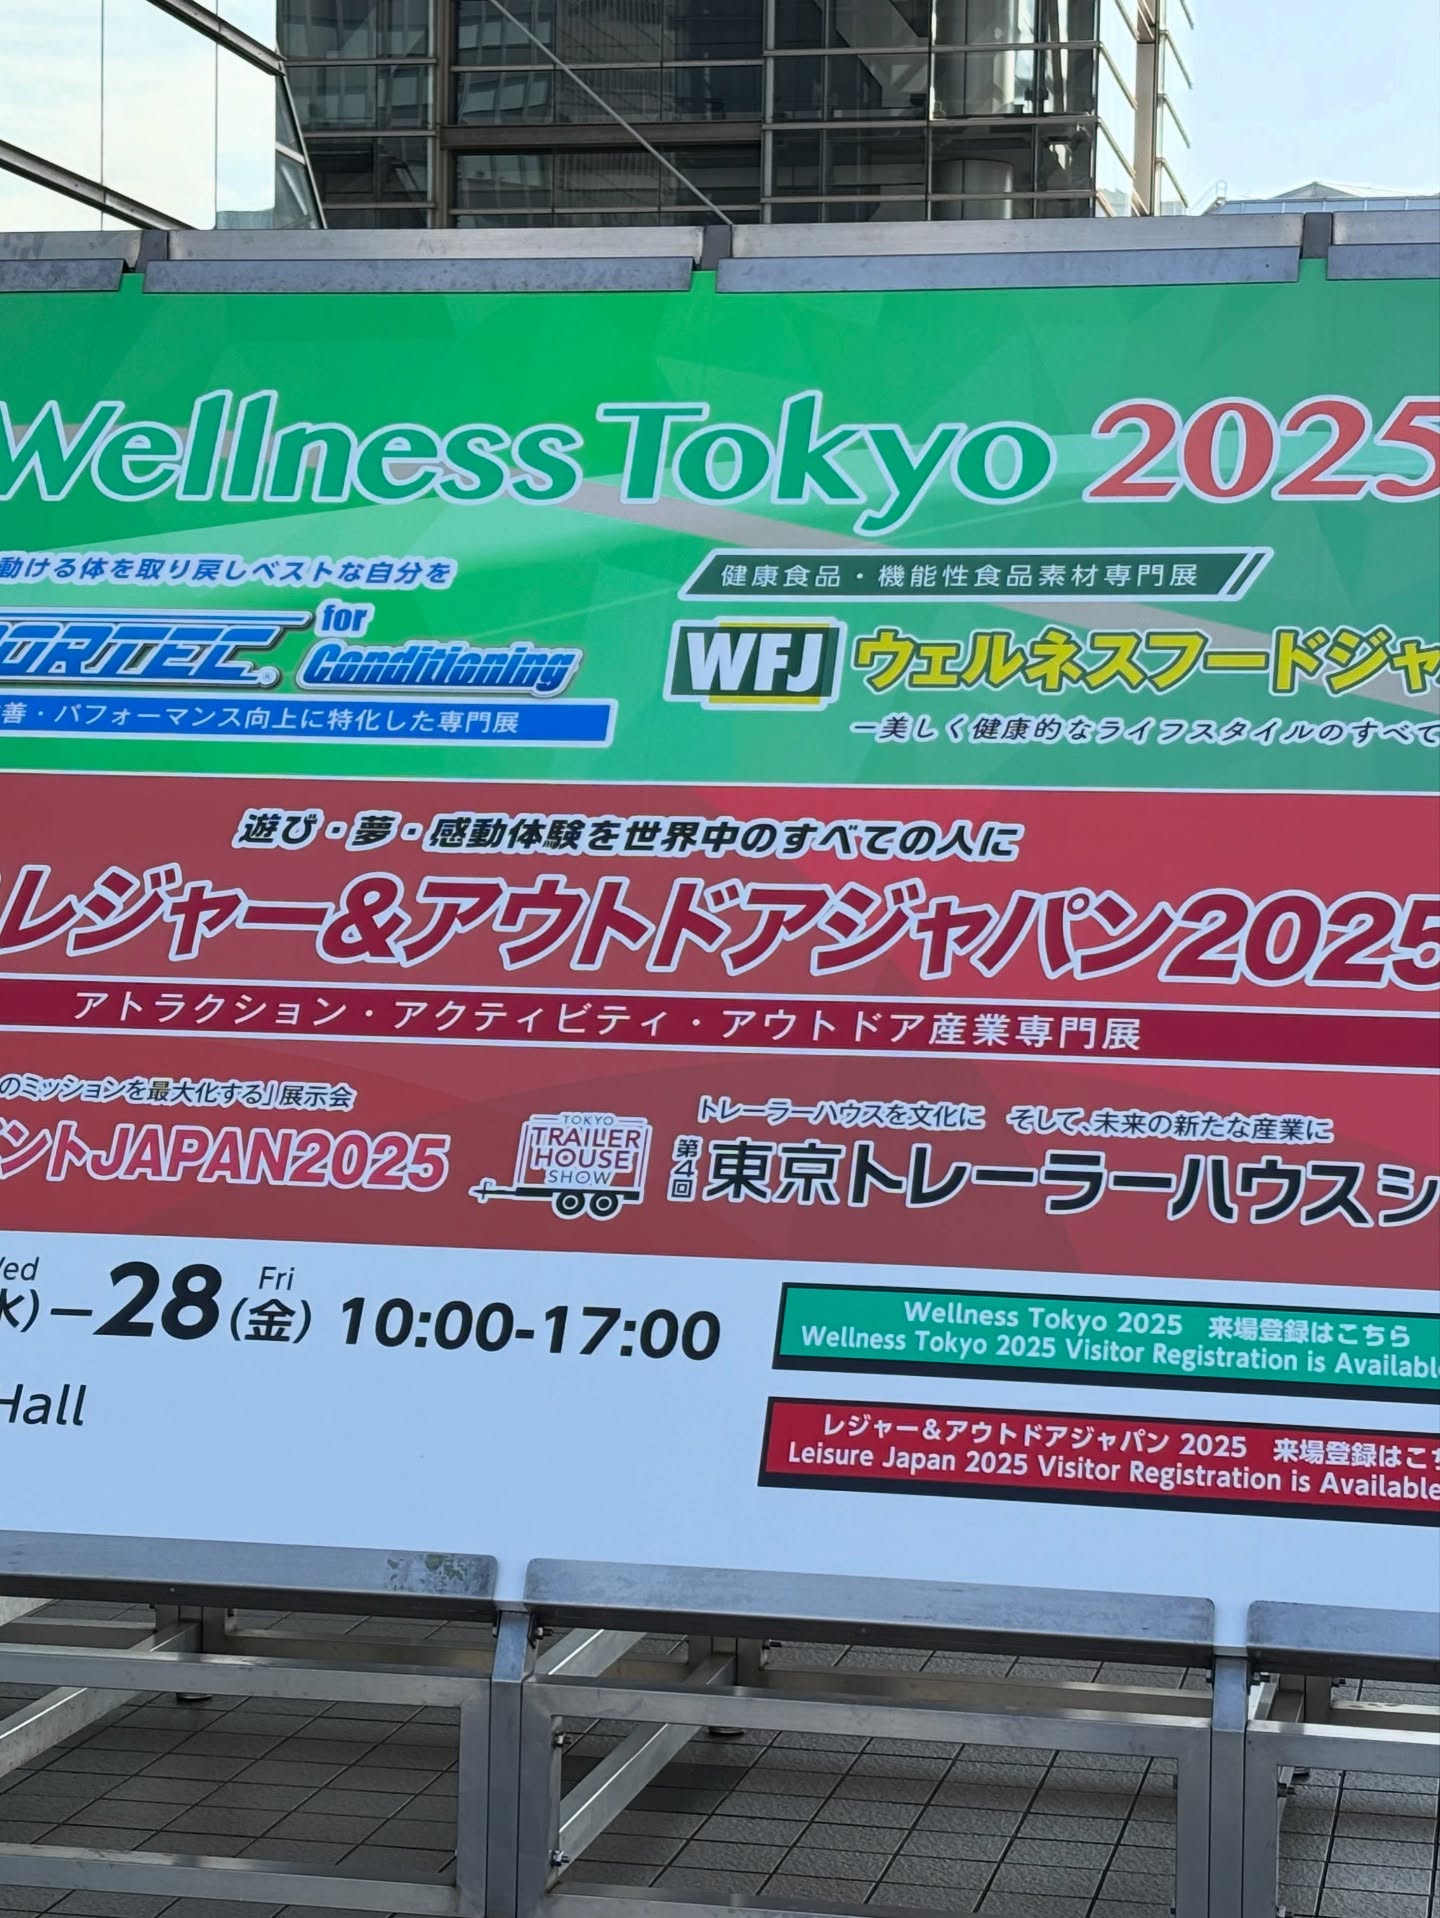 Wellness Tokyo 2025
動ける体を取り戻しベストな自分を
for
Conditioning
善・パフォーマンス向上に特化した専門展
健康食品・機能性食品素材専門展
WFJ ウェルネスフードジャ
―美しく健康的なライフスタイルのすべて
遊び・夢・感動体験を世界中のすべての人に
レジャー&アウトドアジャパン2025
アトラクション・アクティビティ・アウトドア産業専門展
のミッションを最大化する」展示会
ントJAPAN2025
TOKYO
TRAILER
HOUSE
SHOW
トレーラーハウスを文化に そして、未来の新たな産業に
第4回 東京トレーラーハウスシ
Wed Fri
(水)―28(金) 10:00-17:00
Hall
Wellness Tokyo 2025 来場登録はこちら
Wellness Tokyo 2025 Visitor Registration is Available
レジャー&アウトドアジャパン 2025 来場登録はこち
Leisure Japan 2025 Visitor Registration is Available